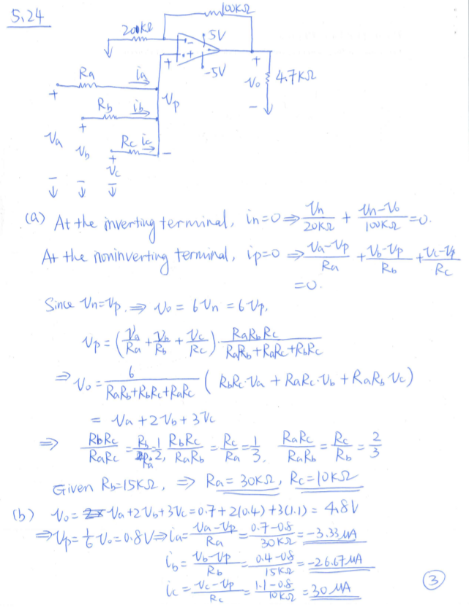 5.24
100KΩ
20kΩ
5V
-5V
Ra ia
Rb ib
Rc ic
Vp
Vo 4.7KΩ
Va
Vb
Vc
(a) At the inverting terminal, in=0 ⇒ Vn/20KΩ + (Vn-Vo)/100KΩ = 0.
At the noninverting terminal, ip=0 ⇒ (Va-Vp)/Ra + (Vb-Vp)/Rb + (Vc-Vp)/Rc
=0.
Since Vn=Vp. ⇒ Vo = 6Vn = 6Vp.
Vp = (Va/Ra + Vb/Rb + Vc/Rc) · RaRbRc/(RaRb+RaRc+RbRc)
⇒ Vo = 6/(RaRb+RbRc+RaRc) (RbRc·Va + RaRc·Vb + RaRbVc)
= Va+2Vb+3Vc
⇒ RbRc/RaRc = Rb/Ra = 1/2, RbRc/RaRb = Rc/Ra = 1/3, RaRc/RaRb = Rc/Rb = 2/3
Given Rb=15KΩ, ⇒ Ra=30KΩ, Rc=10KΩ
(b) Vo = Va+2Vb+3Vc = 0.7+2(0.4)+3(1.1) = 4.8V
⇒ Vp = 1/6 Vo = 0.8V ⇒ ia = (Va-Vp)/Ra = (0.7-0.8)/30KΩ = -3.33μA
ib = (Vb-Vp)/Rb = (0.4-0.8)/15KΩ = -26.67μA
ic = (Vc-Vp)/Rc = (1.1-0.8)/10KΩ = 30μA
3